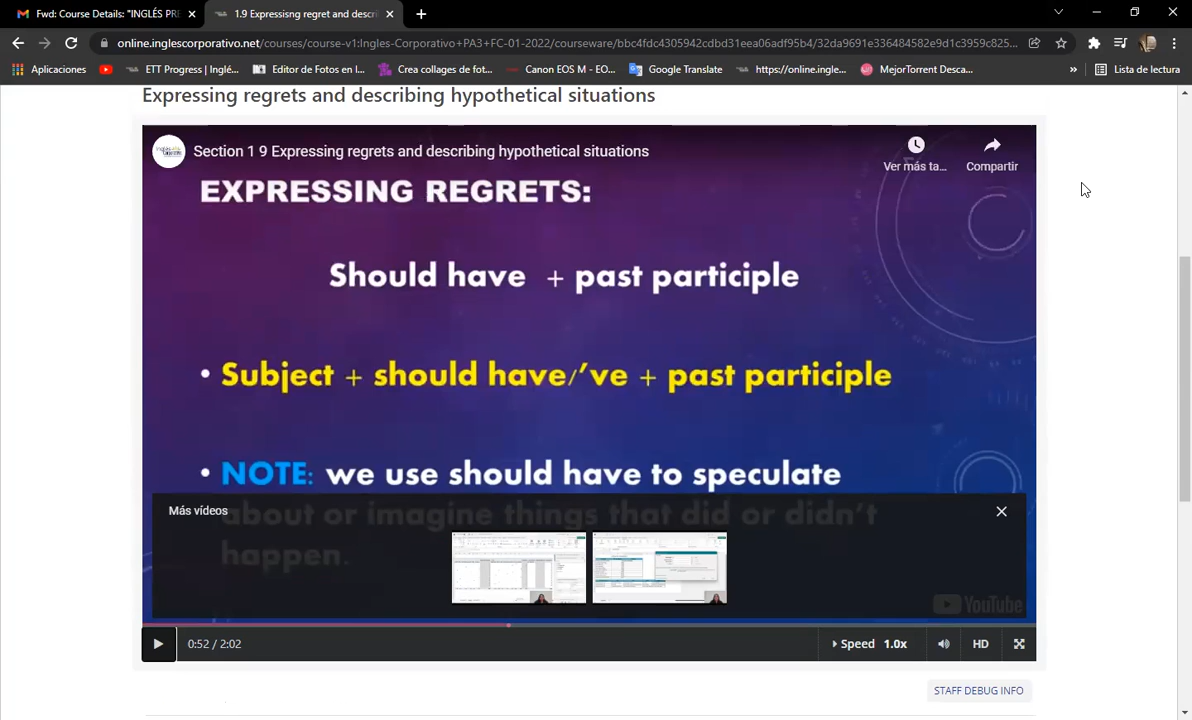 Fwd: Course Details: "INGLÉS PRE
1.9 Expressisng regret and descri
online.inglescorporativo.net/courses/course-v1:Ingles-Corporativo+PA3+FC-01-2022/courseware/bbc4fdc4305942cdbd31eea06adf95b4/32da9691e336484582e9d1c3959c825...
Aplicaciones
ETT Progress | Inglé...
Editor de Fotos en l...
Crea collages de fot...
Canon EOS M - EO...
Google Translate
https://online.ingle...
MejorTorrent Desca...
»
Lista de lectura
Expressing regrets and describing hypothetical situations
Section 1 9 Expressing regrets and describing hypothetical situations
Ver más ta...
Compartir
EXPRESSING REGRETS:
Should have + past participle
• Subject + should have/'ve + past participle
• NOTE: we use should have to speculate
about or imagine things that did or didn't
happen.
Más vídeos
YouTube
0:52 / 2:02
Speed 1.0x
HD
STAFF DEBUG INFO